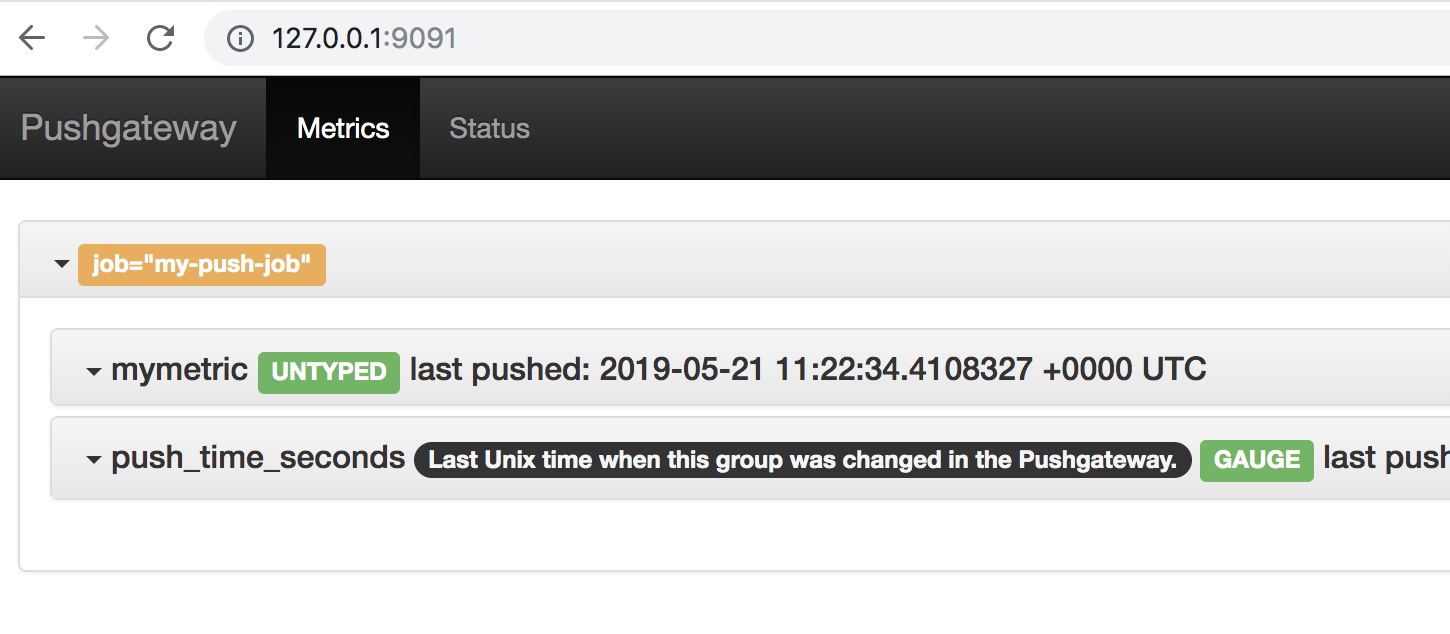 127.0.0.1:9091
Pushgateway Metrics Status
job="my-push-job"
mymetric UNTYPED last pushed: 2019-05-21 11:22:34.4108327 +0000 UTC
push_time_seconds Last Unix time when this group was changed in the Pushgateway. GAUGE last push